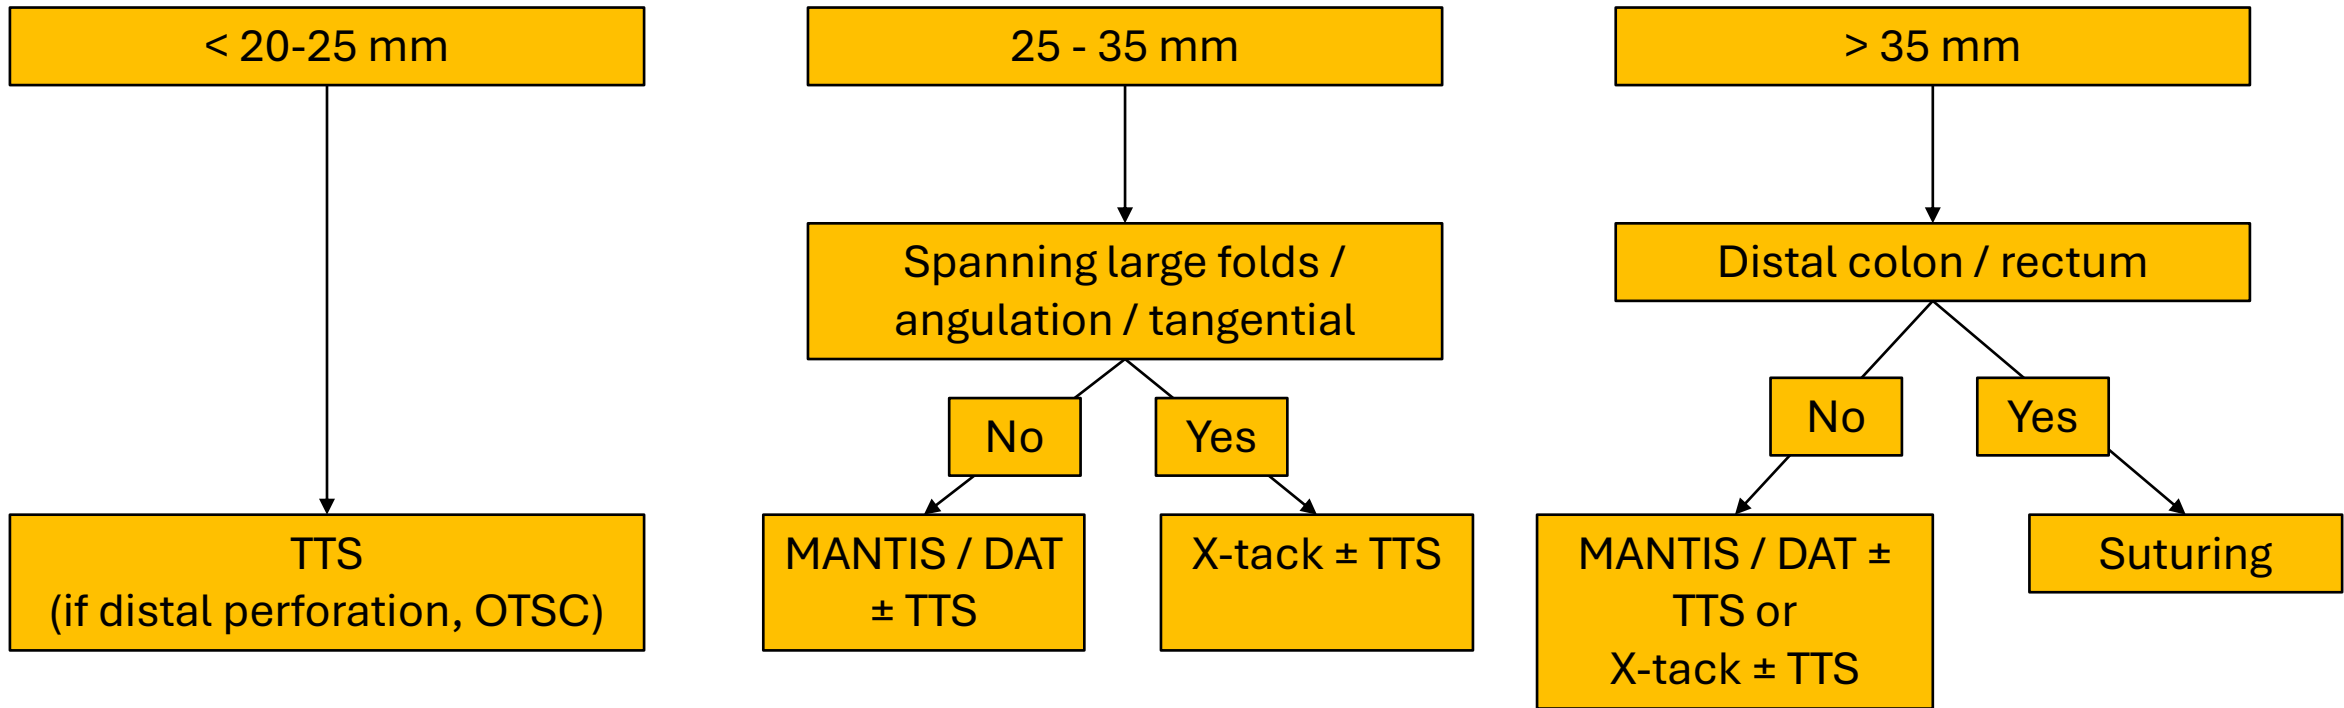 < 20-25 mm
25 - 35 mm
> 35 mm
Spanning large folds /
angulation / tangential
Distal colon / rectum
No
Yes
No
Yes
TTS
(if distal perforation, OTSC)
MANTIS / DAT
± TTS
X-tack ± TTS
MANTIS / DAT ±
TTS or
X-tack ± TTS
Suturing